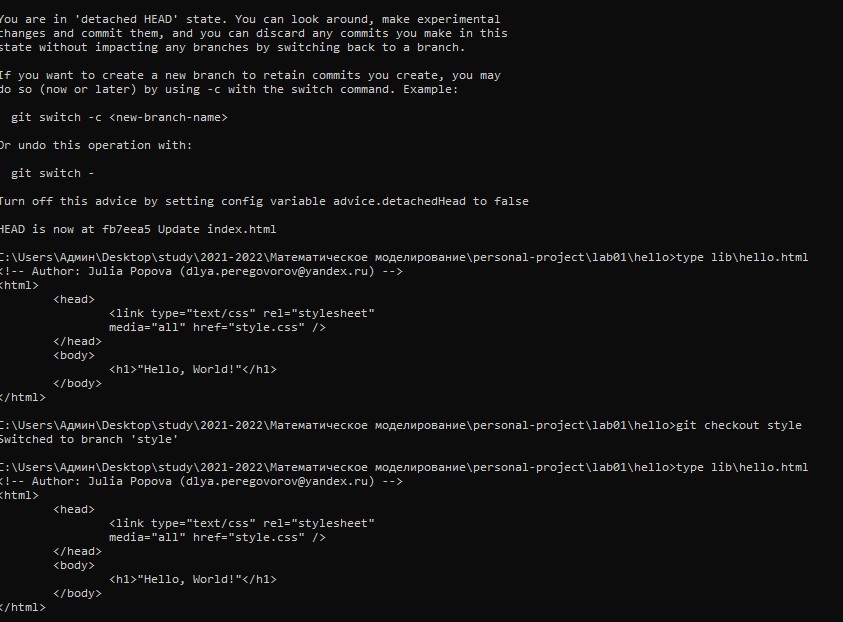 You are in 'detached HEAD' state. You can look around, make experimental
changes and commit them, and you can discard any commits you make in this
state without impacting any branches by switching back to a branch.
If you want to create a new branch to retain commits you create, you may
do so (now or later) by using -c with the switch command. Example:
git switch -c <new-branch-name>
Or undo this operation with:
git switch -
Turn off this advice by setting config variable advice.detachedHead to false
HEAD is now at fb7eea5 Update index.html
C:\Users\Админ\Desktop\study\2021-2022\Математическое моделирование\personal-project\lab01\hello>type lib\hello.html
<!-- Author: Julia Popova (dlya.peregovorov@yandex.ru) -->
<html>
<head>
<link type="text/css" rel="stylesheet"
media="all" href="style.css" />
</head>
<body>
<h1>"Hello, World!"</h1>
</body>
</html>
C:\Users\Админ\Desktop\study\2021-2022\Математическое моделирование\personal-project\lab01\hello>git checkout style
Switched to branch 'style'
C:\Users\Админ\Desktop\study\2021-2022\Математическое моделирование\personal-project\lab01\hello>type lib\hello.html
<!-- Author: Julia Popova (dlya.peregovorov@yandex.ru) -->
<html>
<head>
<link type="text/css" rel="stylesheet"
media="all" href="style.css" />
</head>
<body>
<h1>"Hello, World!"</h1>
</body>
</html>